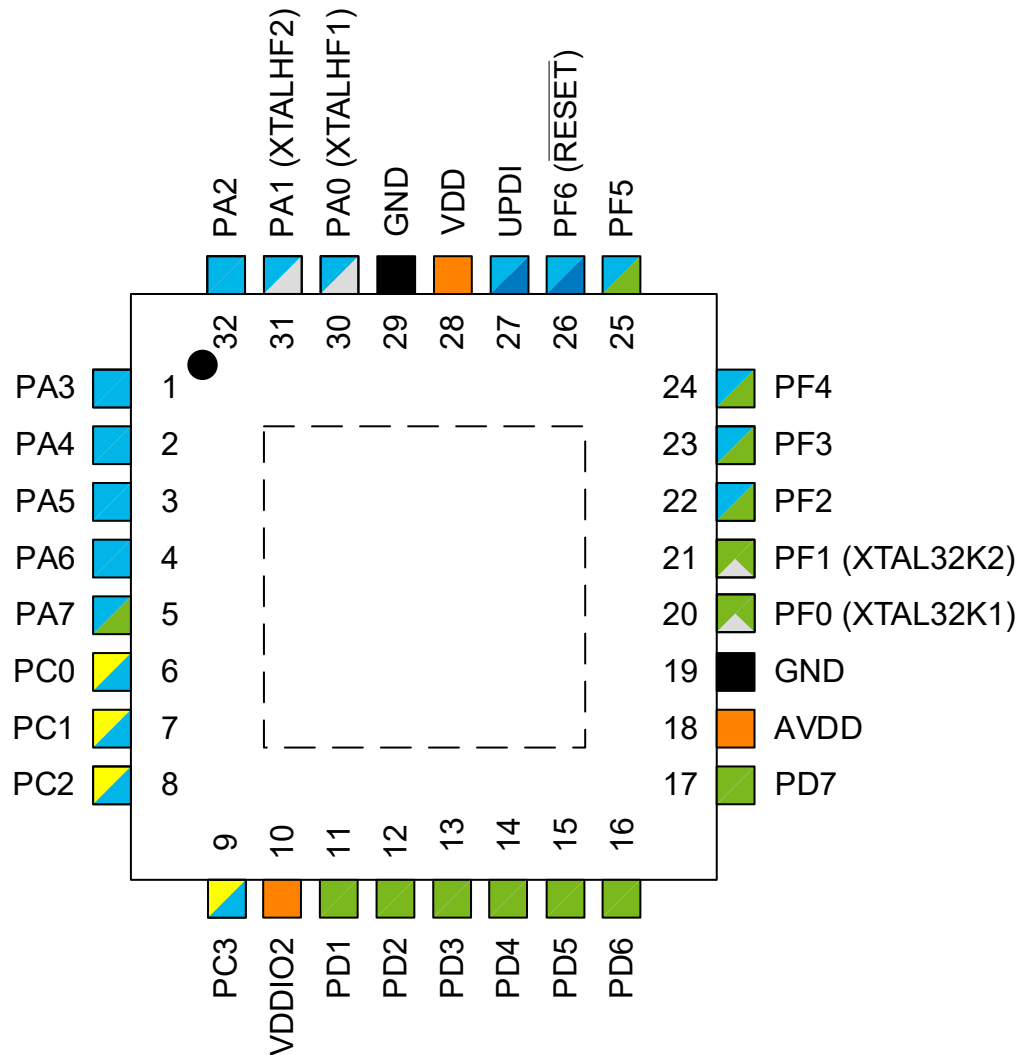 PA2
PA1 (XTALHF2)
PA0 (XTALHF1)
GND
VDD
UPDI
PF6 (RESET)
PF5
32
31
30
29
28
27
26
25
PA3 1
PA4 2
PA5 3
PA6 4
PA7 5
PC0 6
PC1 7
PC2 8
24 PF4
23 PF3
22 PF2
21 PF1 (XTAL32K2)
20 PF0 (XTAL32K1)
19 GND
18 AVDD
17 PD7
9
10
11
12
13
14
15
16
PC3
VDDIO2
PD1
PD2
PD3
PD4
PD5
PD6